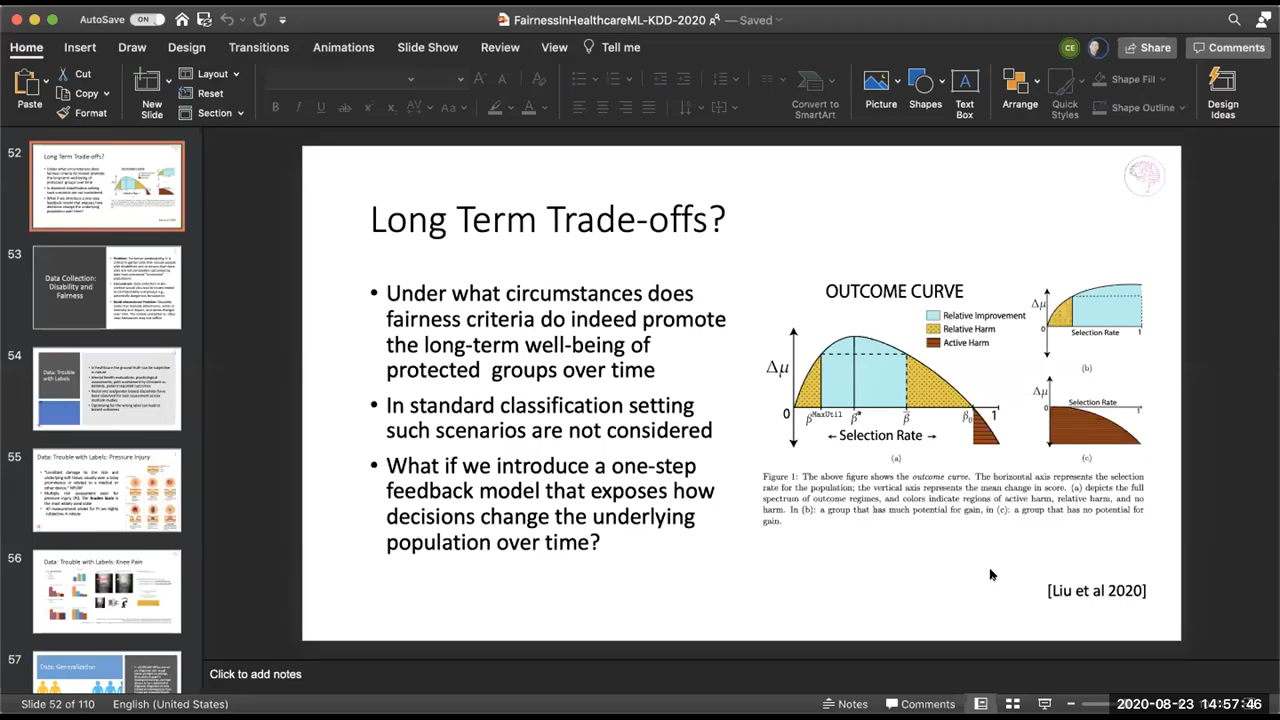 AutoSave ON FairnessInHealthcareML-KDD-2020 — Saved
Home Insert Draw Design Transitions Animations Slide Show Review View Tell me CE Share Comments
Paste Cut Copy Format New Slide Layout Reset Section Convert to SmartArt Picture Shapes Text Box Arrange Quick Styles Shape Fill Shape Outline Design Ideas
52
Long Term Trade-offs?
53
Data Collection: Disability and Fairness
54
Data: Trouble with Labels
55
Data: Trouble with Labels: Pressure Injury
56
Data: Trouble with Labels: Knee Pain
57
Data: Generalization
Long Term Trade-offs?
• Under what circumstances does
fairness criteria do indeed promote
the long-term well-being of
protected groups over time
• In standard classification setting
such scenarios are not considered
• What if we introduce a one-step
feedback model that exposes how
decisions change the underlying
population over time?
OUTCOME CURVE
Relative Improvement
Relative Harm
Active Harm
Δμ
0 β^MaxUtil β* β̄ β₀ 1
← Selection Rate →
(a)
Δμ
0 Selection Rate 1
(b)
Δμ
Selection Rate
0 1
(c)
Figure 1: The above figure shows the outcome curve. The horizontal axis represents the selection
rate for the population; the vertical axis represents the mean change in score. (a) depicts the full
spectrum of outcome regimes, and colors indicate regions of active harm, relative harm, and no
harm. In (b): a group that has much potential for gain, in (c): a group that has no potential for
gain.
[Liu et al 2020]
Click to add notes
Slide 52 of 110 English (United States) Notes Comments 2020-08-23 14:57:46